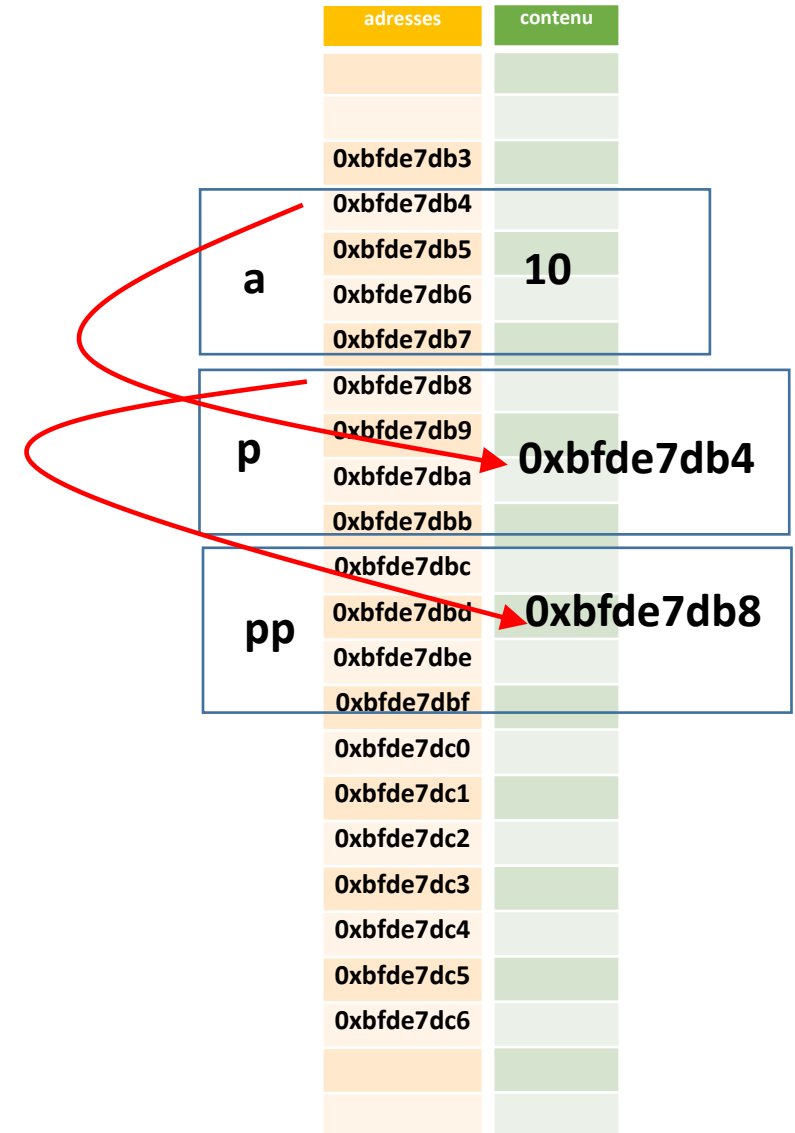 adresses contenu
0xbfde7db3
0xbfde7db4
0xbfde7db5
a 10
0xbfde7db6
0xbfde7db7
0xbfde7db8
0xbfde7db9
p 0xbfde7db4
0xbfde7dba
0xbfde7dbb
0xbfde7dbc
0xbfde7dbd 0xbfde7db8
pp
0xbfde7dbe
0xbfde7dbf
0xbfde7dc0
0xbfde7dc1
0xbfde7dc2
0xbfde7dc3
0xbfde7dc4
0xbfde7dc5
0xbfde7dc6